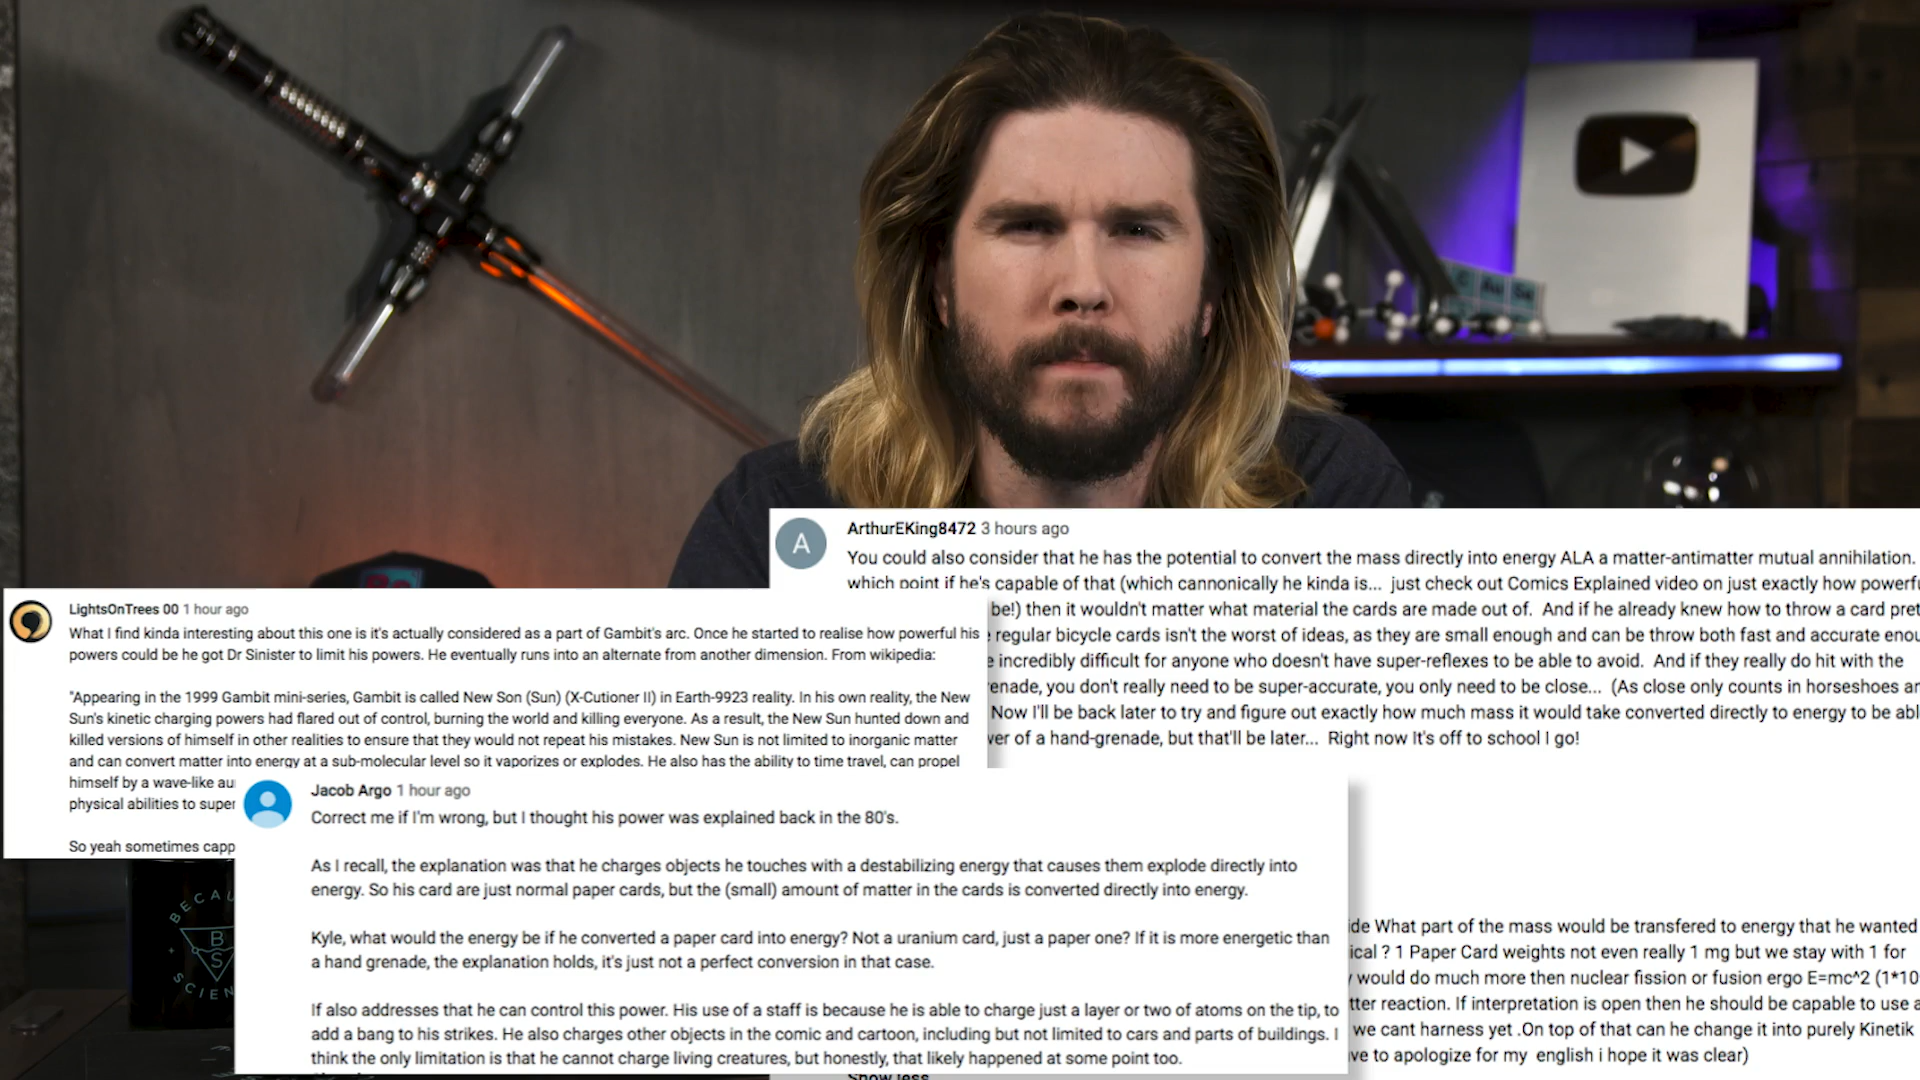 C Au Se
ArthurEKing8472 3 hours ago
A
You could also consider that he has the potential to convert the mass directly into energy ALA a matter-antimatter mutual annihilation.
which point if he's capable of that (which cannonically he kinda is... just check out Comics Explained video on just exactly how powerfu
be!) then it wouldn't matter what material the cards are made out of. And if he already knew how to throw a card pret
regular bicycle cards isn't the worst of ideas, as they are small enough and can be throw both fast and accurate enou
e incredibly difficult for anyone who doesn't have super-reflexes to be able to avoid. And if they really do hit with the
enade, you don't really need to be super-accurate, you only need to be close... (As close only counts in horseshoes an
Now I'll be back later to try and figure out exactly how much mass it would take converted directly to energy to be abl
ver of a hand-grenade, but that'll be later... Right now It's off to school I go!
LightsOnTrees 00 1 hour ago
What I find kinda interesting about this one is it's actually considered as a part of Gambit's arc. Once he started to realise how powerful his
powers could be he got Dr Sinister to limit his powers. He eventually runs into an alternate from another dimension. From wikipedia:
"Appearing in the 1999 Gambit mini-series, Gambit is called New Son (Sun) (X-Cutioner II) in Earth-9923 reality. In his own reality, the New
Sun's kinetic charging powers had flared out of control, burning the world and killing everyone. As a result, the New Sun hunted down and
killed versions of himself in other realities to ensure that they would not repeat his mistakes. New Sun is not limited to inorganic matter
and can convert matter into energy at a sub-molecular level so it vaporizes or explodes. He also has the ability to time travel, can propel
himself by a wave-like au
physical abilities to super
So yeah sometimes capp
Jacob Argo 1 hour ago
Correct me if I'm wrong, but I thought his power was explained back in the 80's.
As I recall, the explanation was that he charges objects he touches with a destabilizing energy that causes them explode directly into
energy. So his card are just normal paper cards, but the (small) amount of matter in the cards is converted directly into energy.
Kyle, what would the energy be if he converted a paper card into energy? Not a uranium card, just a paper one? If it is more energetic than
a hand grenade, the explanation holds, it's just not a perfect conversion in that case.
If also addresses that he can control this power. His use of a staff is because he is able to charge just a layer or two of atoms on the tip, to
add a bang to his strikes. He also charges other objects in the comic and cartoon, including but not limited to cars and parts of buildings. I
think the only limitation is that he cannot charge living creatures, but honestly, that likely happened at some point too.
ide What part of the mass would be transfered to energy that he wanted
ical ? 1 Paper Card weights not even really 1 mg but we stay with 1 for
would do much more then nuclear fission or fusion ergo E=mc^2 (1*10
tter reaction. If interpretation is open then he should be capable to use a
we cant harness yet .On top of that can he change it into purely Kinetik
ve to apologize for my english i hope it was clear)
Show less
BECAU
B
S
SCIEN